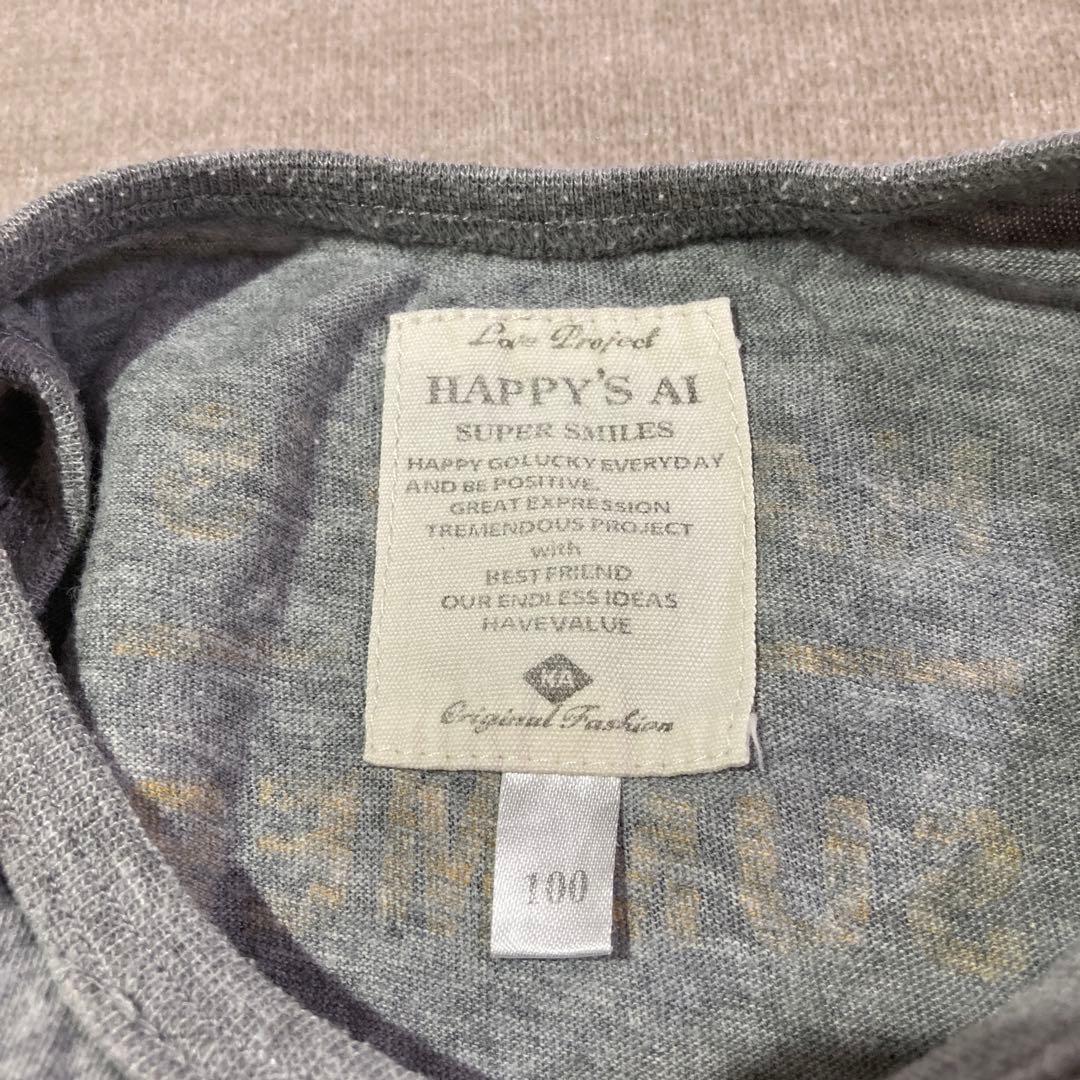 Love Project
HAPPY'S AI
SUPER SMILES
HAPPY GOLUCKY EVERYDAY
AND BE POSITIVE.
GREAT EXPRESSION
TREMENDOUS PROJECT
with
BEST FRIEND
OUR ENDLESS IDEAS
HAVEVALUE
Original Fashion
100